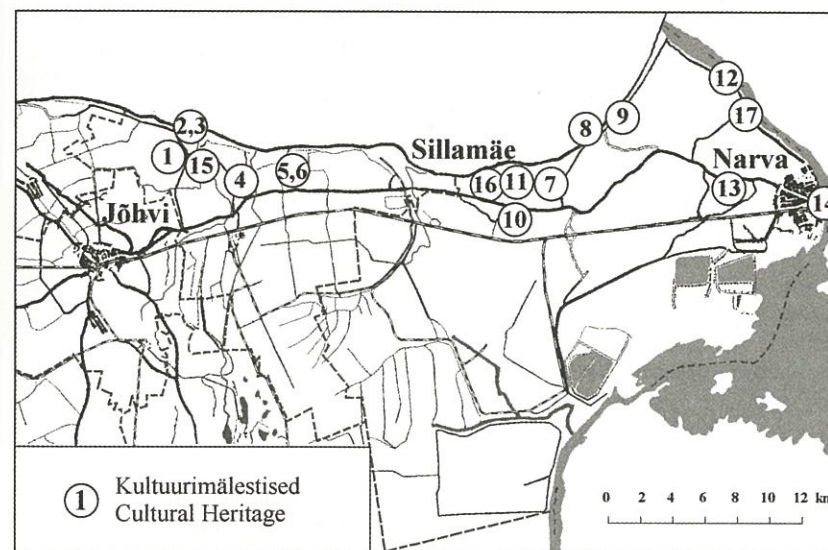 12
2,3
9
8
17
1
15
Sillamäe
Narva
4
5,6
16
11
7
13
Jõhvi
10
14
1 Kultuurimälestised
Cultural Heritage
0 2 4 6 8 10 12 km